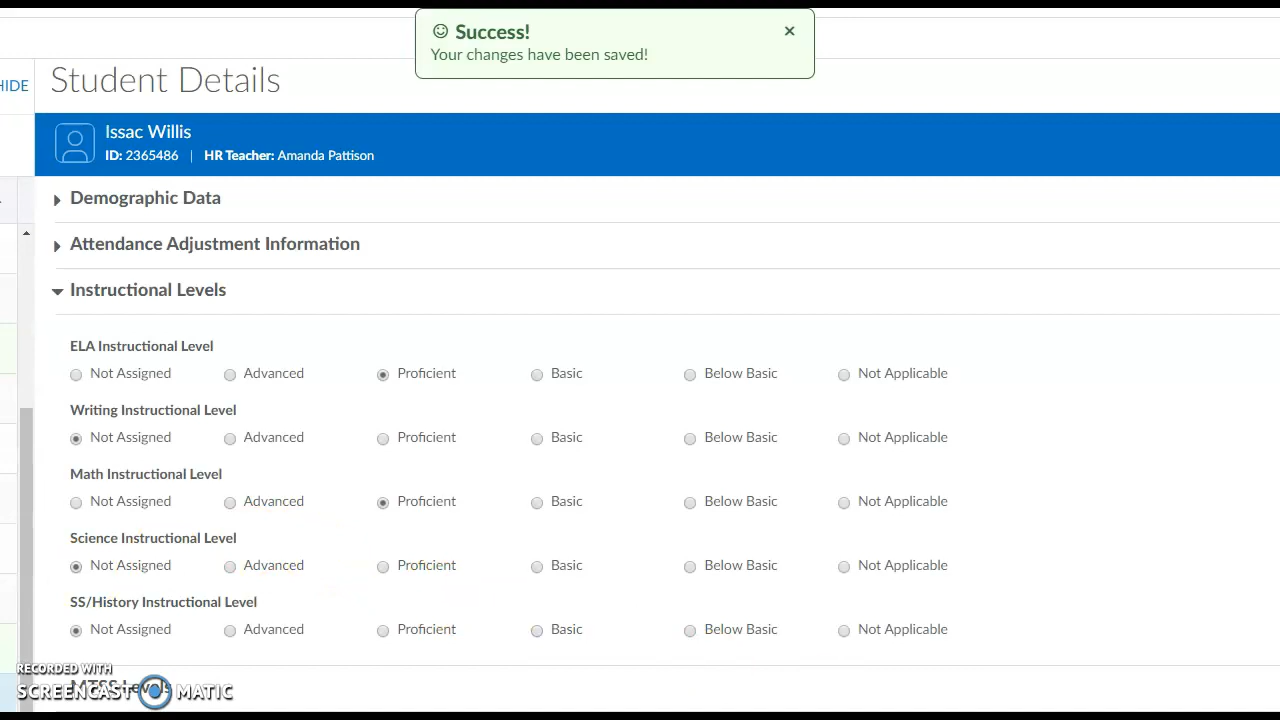 Success!
×
Your changes have been saved!
HIDE
Student Details
Issac Willis
ID: 2365486 | HR Teacher: Amanda Pattison
Demographic Data
Attendance Adjustment Information
Instructional Levels
ELA Instructional Level
Not Assigned Advanced Proficient Basic Below Basic Not Applicable
Writing Instructional Level
Not Assigned Advanced Proficient Basic Below Basic Not Applicable
Math Instructional Level
Not Assigned Advanced Proficient Basic Below Basic Not Applicable
Science Instructional Level
Not Assigned Advanced Proficient Basic Below Basic Not Applicable
SS/History Instructional Level
Not Assigned Advanced Proficient Basic Below Basic Not Applicable
RECORDED WITH
MTSS Levels
SCREENCAST MATIC